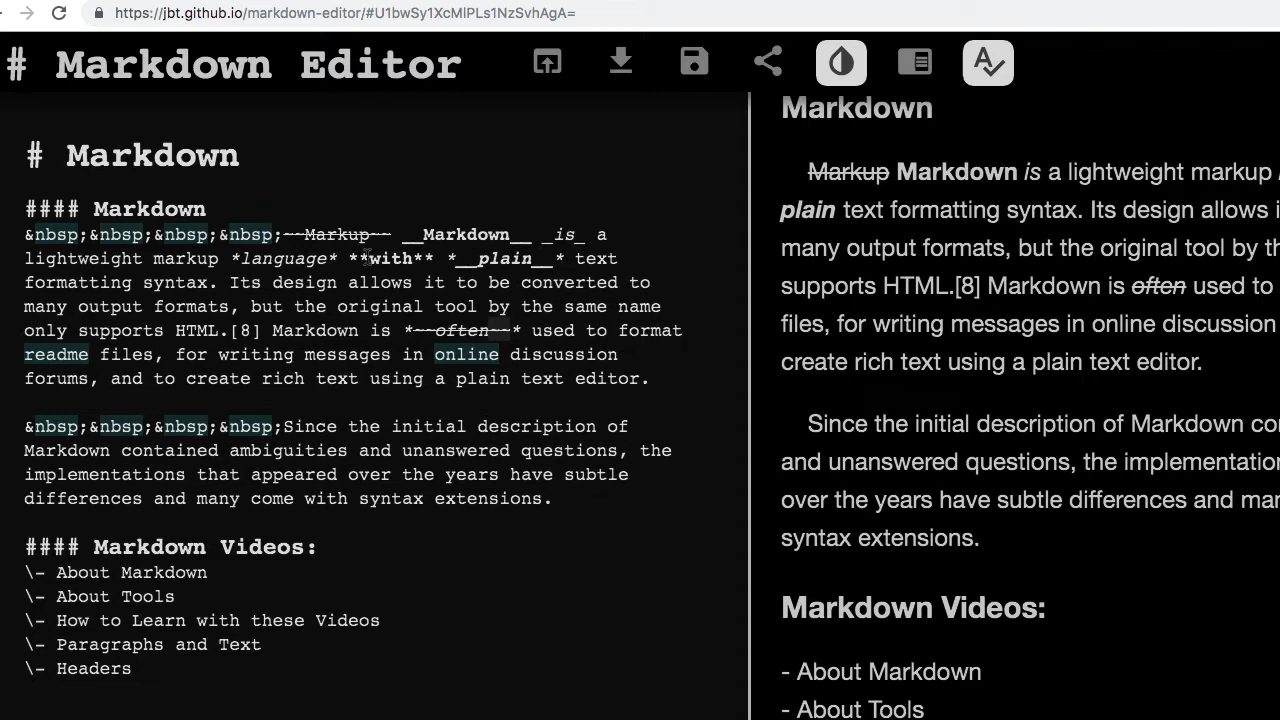 https://jbt.github.io/markdown-editor/#U1bwSy1XcMlPLs1NzSvhAgA=
# Markdown Editor
# Markdown
#### Markdown
&nbsp;&nbsp;&nbsp;&nbsp;~~Markup~~ __Markdown__ _is_ a
lightweight markup *language* **with** *__plain__* text
formatting syntax. Its design allows it to be converted to
many output formats, but the original tool by the same name
only supports HTML.[8] Markdown is *~~often~~* used to format
readme files, for writing messages in online discussion
forums, and to create rich text using a plain text editor.
&nbsp;&nbsp;&nbsp;&nbsp;Since the initial description of
Markdown contained ambiguities and unanswered questions, the
implementations that appeared over the years have subtle
differences and many come with syntax extensions.
#### Markdown Videos:
\- About Markdown
\- About Tools
\- How to Learn with these Videos
\- Paragraphs and Text
\- Headers
Markdown
Markup Markdown is a lightweight markup
plain text formatting syntax. Its design allows i
many output formats, but the original tool by th
supports HTML.[8] Markdown is often used to
files, for writing messages in online discussion
create rich text using a plain text editor.
Since the initial description of Markdown co
and unanswered questions, the implementation
over the years have subtle differences and ma
syntax extensions.
Markdown Videos:
- About Markdown
- About Tools